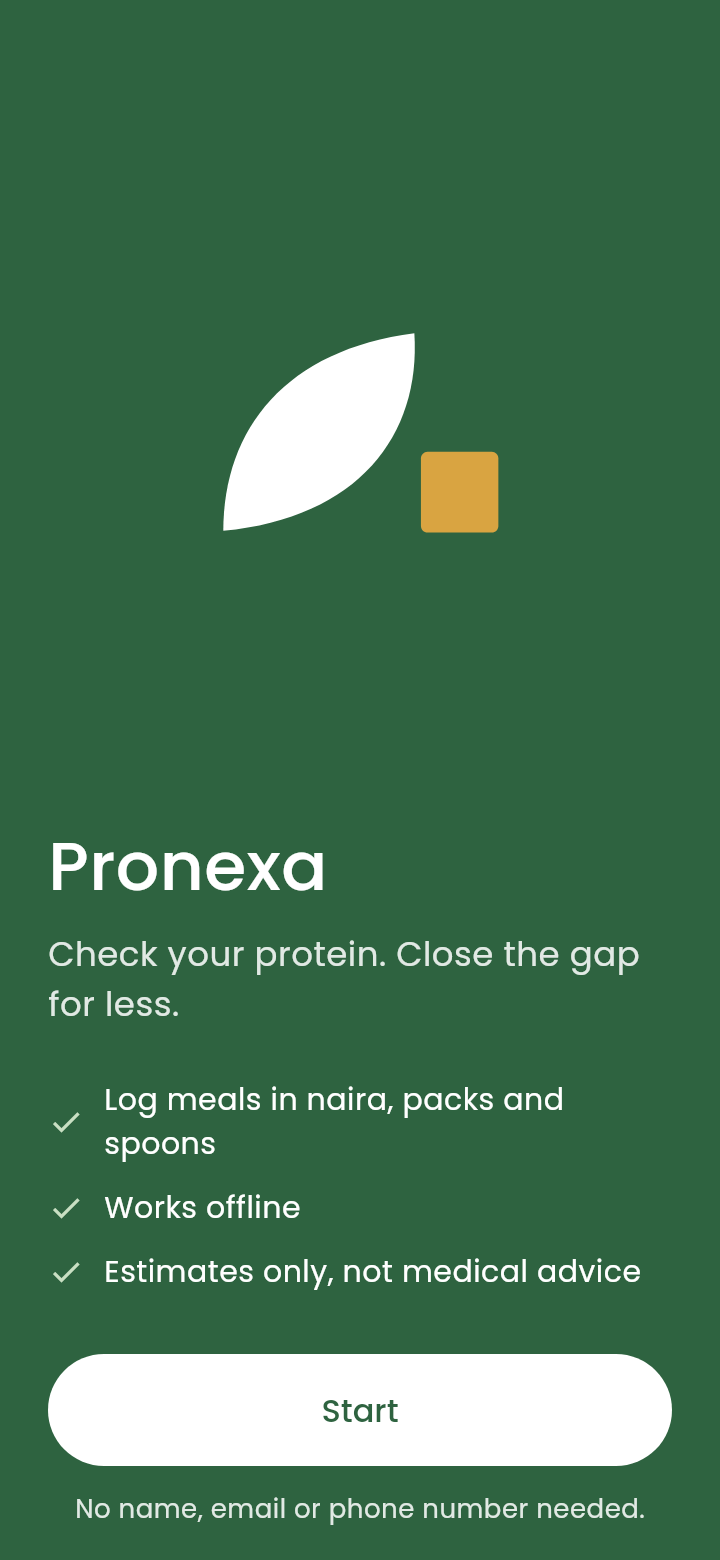 Pronexa
Check your protein. Close the gap
for less.
Log meals in naira, packs and
spoons
Works offline
Estimates only, not medical advice
Start
No name, email or phone number needed.